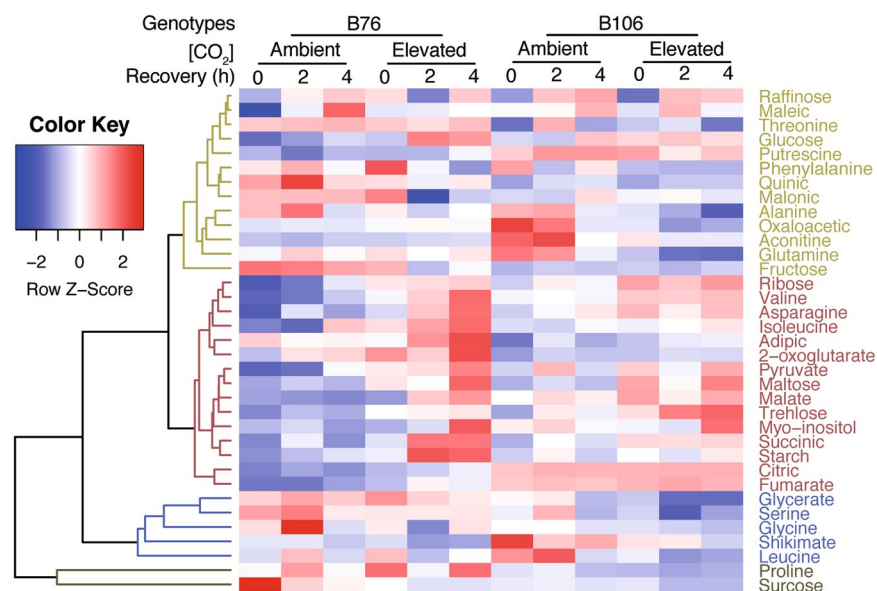 Genotypes B76 B106
[CO2] Ambient Elevated Ambient Elevated
Recovery (h) 0 2 4 0 2 4 0 2 4 0 2 4
Color Key
−2 0 2
Row Z−Score
Raffinose
Maleic
Threonine
Glucose
Putrescine
Phenylalanine
Quinic
Malonic
Alanine
Oxaloacetic
Aconitine
Glutamine
Fructose
Ribose
Valine
Asparagine
Isoleucine
Adipic
2−oxoglutarate
Pyruvate
Maltose
Malate
Trehlose
Myo−inositol
Succinic
Starch
Citric
Fumarate
Glycerate
Serine
Glycine
Shikimate
Leucine
Proline
Surcose